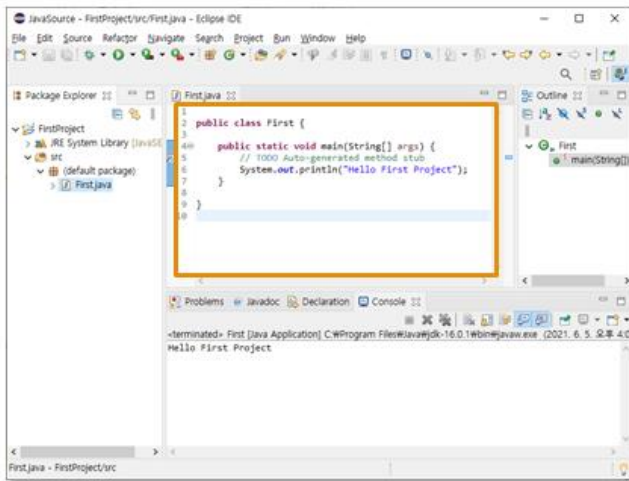 JavaSource - FirstProject/src/First.java - Eclipse IDE
File Edit Source Refactor Navigate Search Project Run Window Help
Package Explorer
FirstProject
JRE System Library [JavaSE
src
(default package)
First.java
First.java
1
2 public class First {
3
4 public static void main(String[] args) {
5 // TODO Auto-generated method stub
6 System.out.println("Hello First Project");
7 }
8
9 }
10
Outline
First
main(String[])
Problems Javadoc Declaration Console
<terminated> First [Java Application] C:₩Program Files₩Java₩jdk-16.0.1₩bin₩javaw.exe (2021. 6. 5. 오후 4:0
Hello First Project
First.java - FirstProject/src